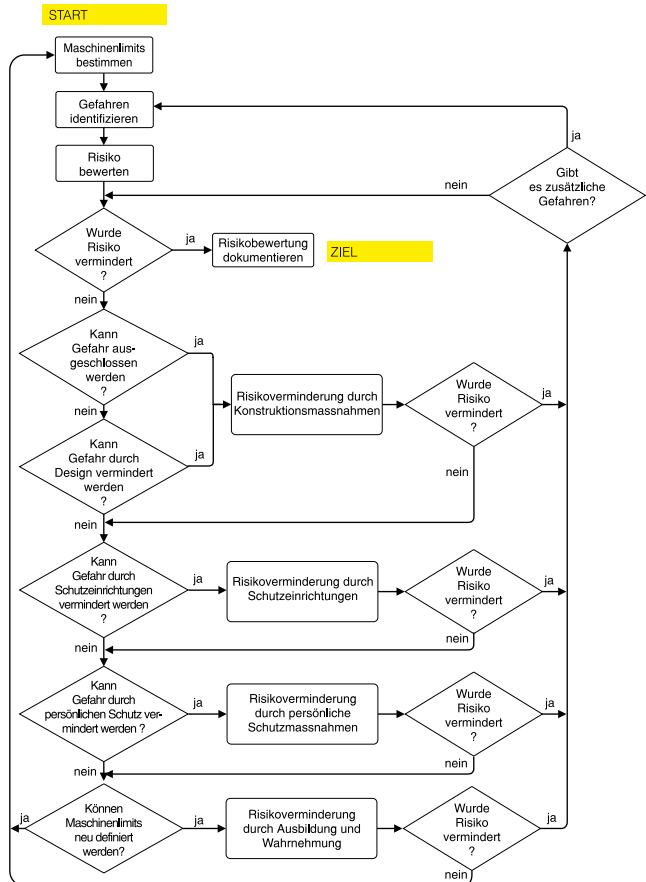 START
Maschinenlimits
bestimmen
Gefahren
identifizieren
Risiko
bewerten
ja
nein
Gibt
es zusätzliche
Gefahren?
Wurde
Risiko
vermindert
?
ja
Risikobewertung
dokumentieren
ZIEL
nein
Kann
Gefahr aus-
geschlossen
werden
?
ja
nein
Kann
Gefahr durch
Design vermindert
werden
?
ja
Risikoverminderung durch
Konstruktionsmassnahmen
Wurde
Risiko
vermindert
?
ja
nein
nein
Kann
Gefahr durch
Schutzeinrichtungen
vermindert werden
?
ja
Risikoverminderung durch
Schutzeinrichtungen
Wurde
Risiko
vermindert
?
ja
nein
nein
Kann
Gefahr durch
persönlichen Schutz ver-
mindert werden ?
ja
Risikoverminderung
durch persönliche
Schutzmassnahmen
Wurde
Risiko
vermindert
?
ja
nein
nein
ja
Können
Maschinenlimits
neu definiert
werden?
ja
Risikoverminderung
durch Ausbildung und
Wahrnehmung
Wurde
Risiko
vermindert
?
ja
nein